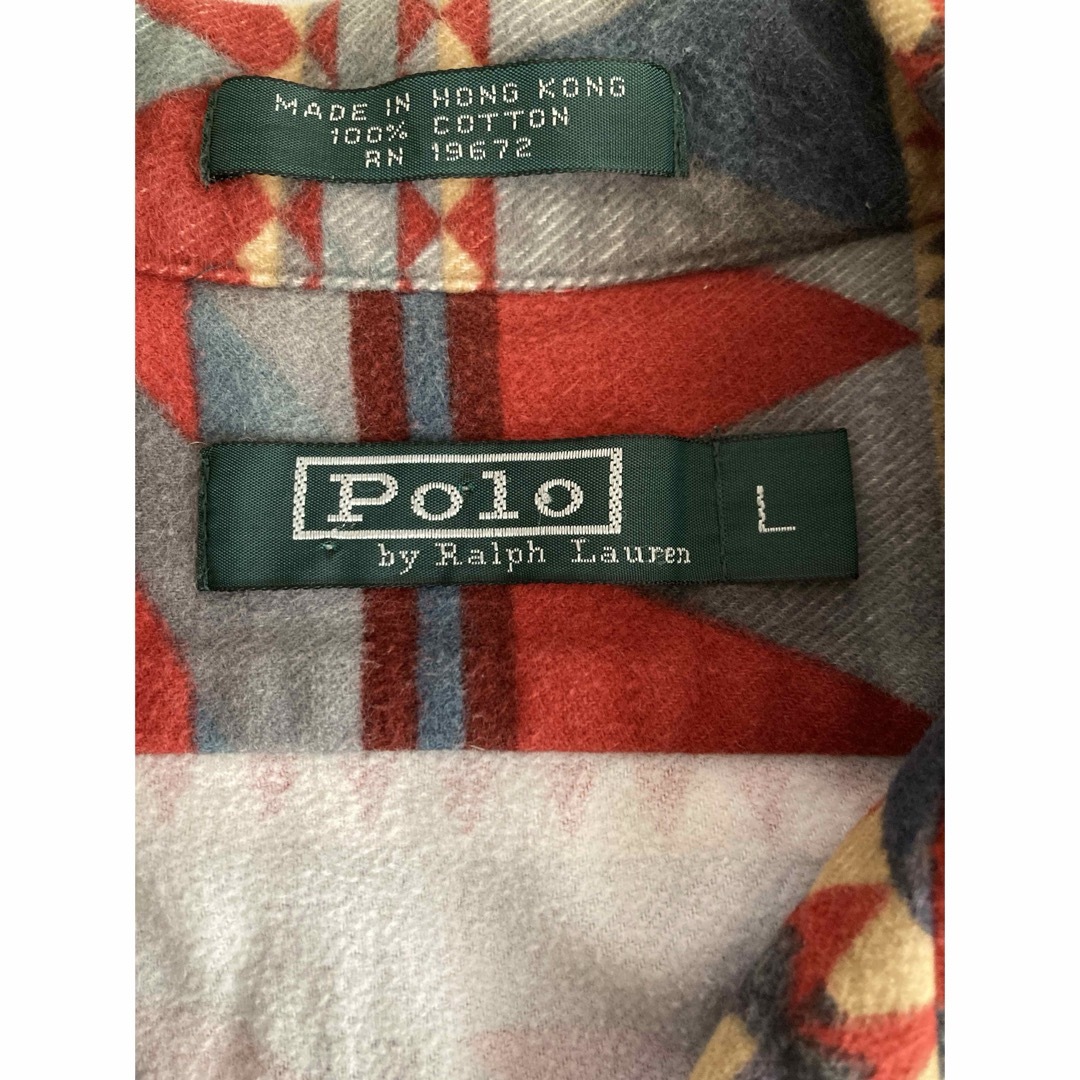 MADE IN HONG KONG
100% COTTON
RN 19672
Polo
by Ralph Lauren
L